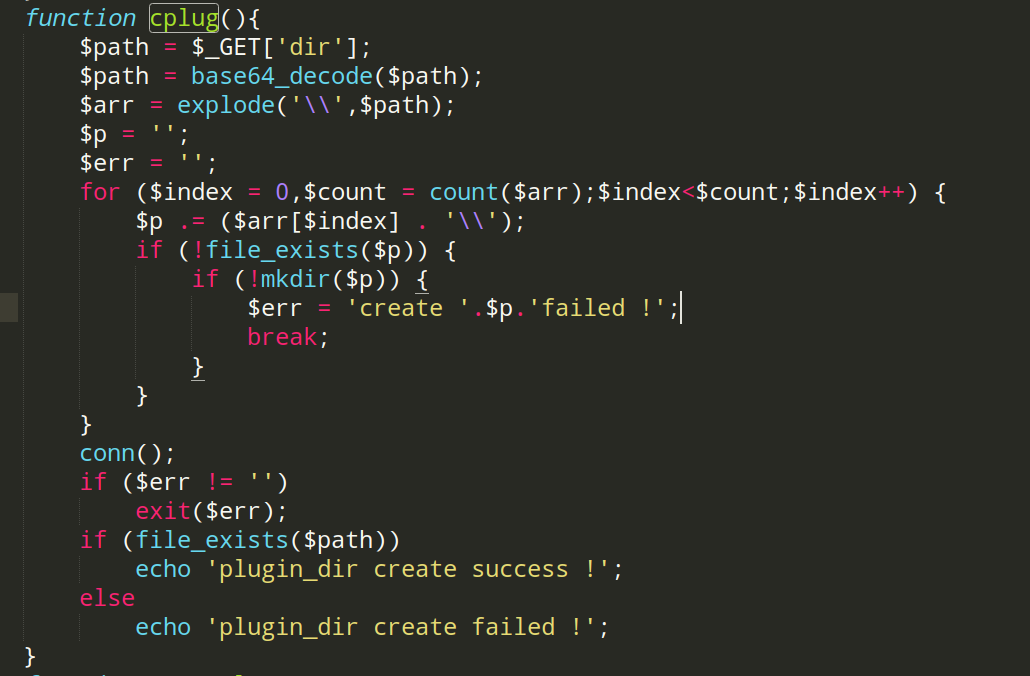 function cplug(){
    $path = $_GET['dir'];
    $path = base64_decode($path);
    $arr = explode('\\',$path);
    $p = '';
    $err = '';
    for ($index = 0,$count = count($arr);$index<$count;$index++) {
        $p .= ($arr[$index] . '\\');
        if (!file_exists($p)) {
            if (!mkdir($p)) {
                $err = 'create '.$p.'failed !';
                break;
            }
        }
    }
    conn();
    if ($err != '')
        exit($err);
    if (file_exists($path))
        echo 'plugin_dir create success !';
    else
        echo 'plugin_dir create failed !';
}